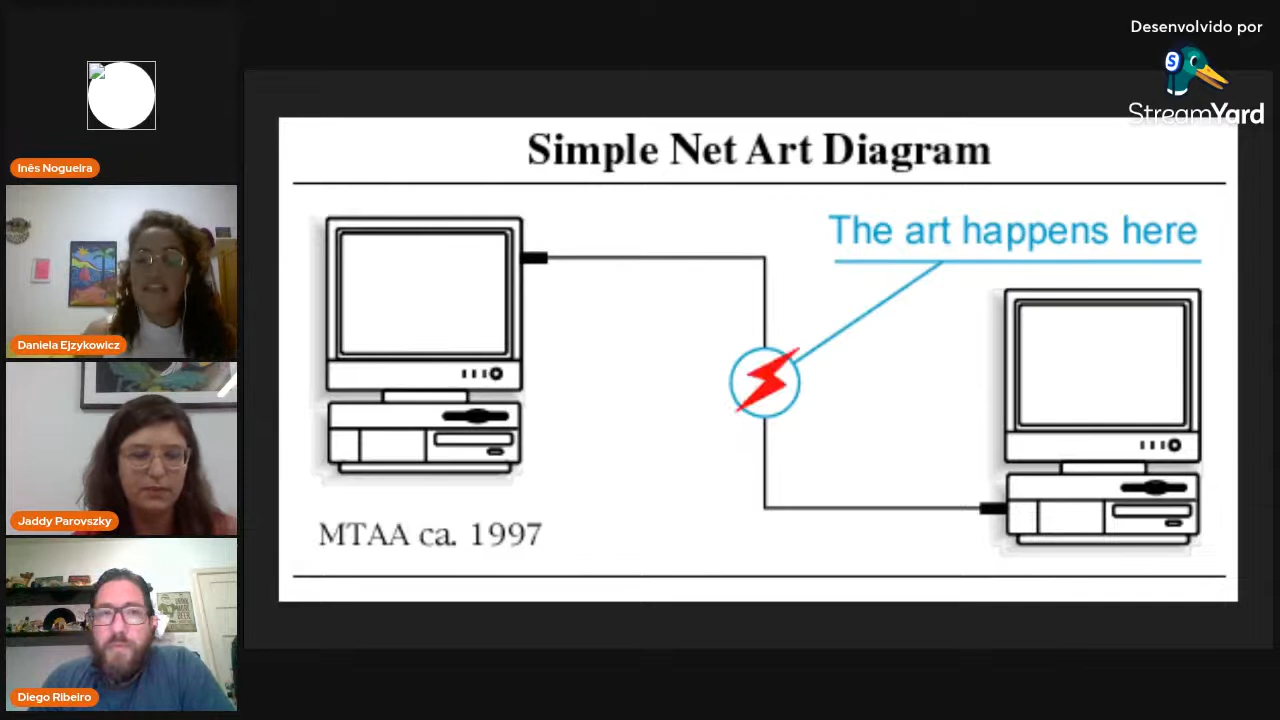 Desenvolvido por
StreamYard
Inês Nogueira
Daniela Ejzykowicz
Jaddy Parovszky
Diego Ribeiro
Simple Net Art Diagram
The art happens here
MTAA ca. 1997